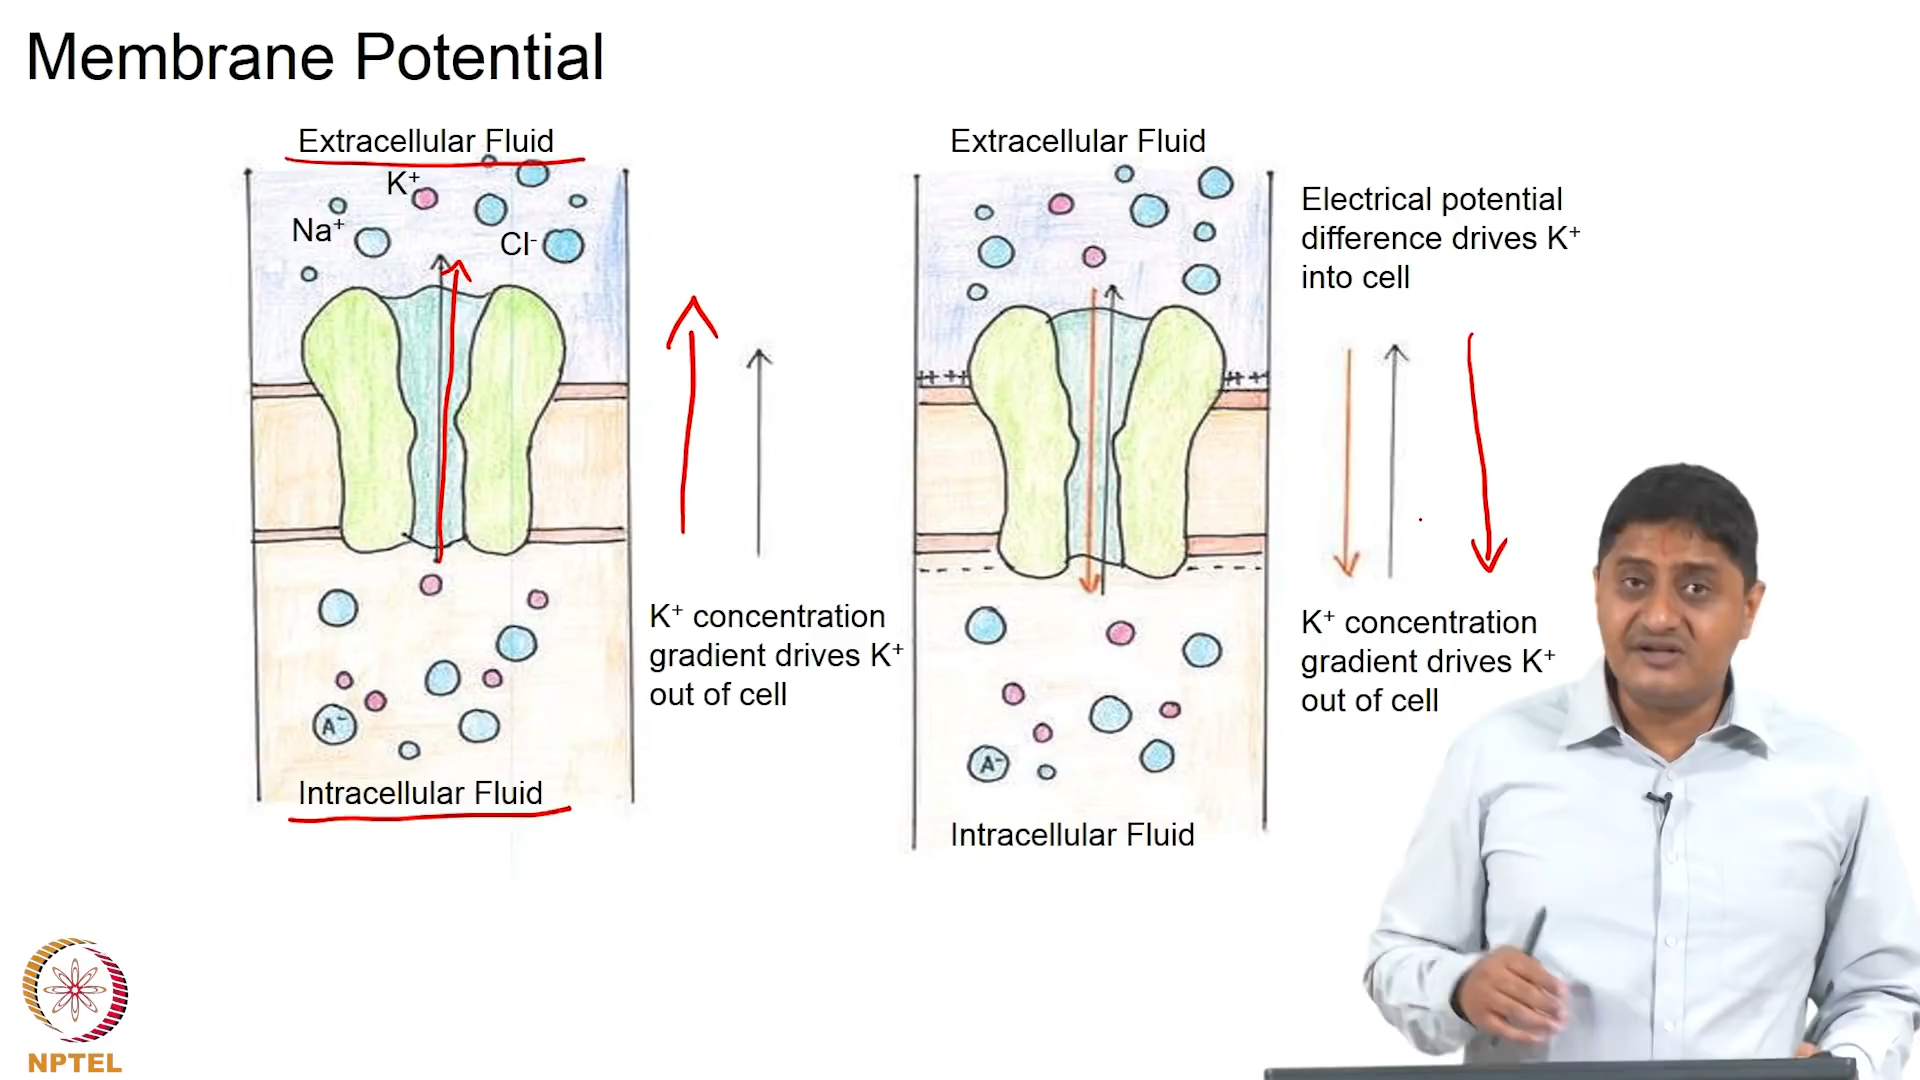 Membrane Potential
Extracellular Fluid
K⁺
Na⁺
Cl⁻
A⁻
Intracellular Fluid
K⁺ concentration
gradient drives K⁺
out of cell
Extracellular Fluid
+++
+++
A⁻
Intracellular Fluid
Electrical potential
difference drives K⁺
into cell
K⁺ concentration
gradient drives K⁺
out of cell
NPTEL